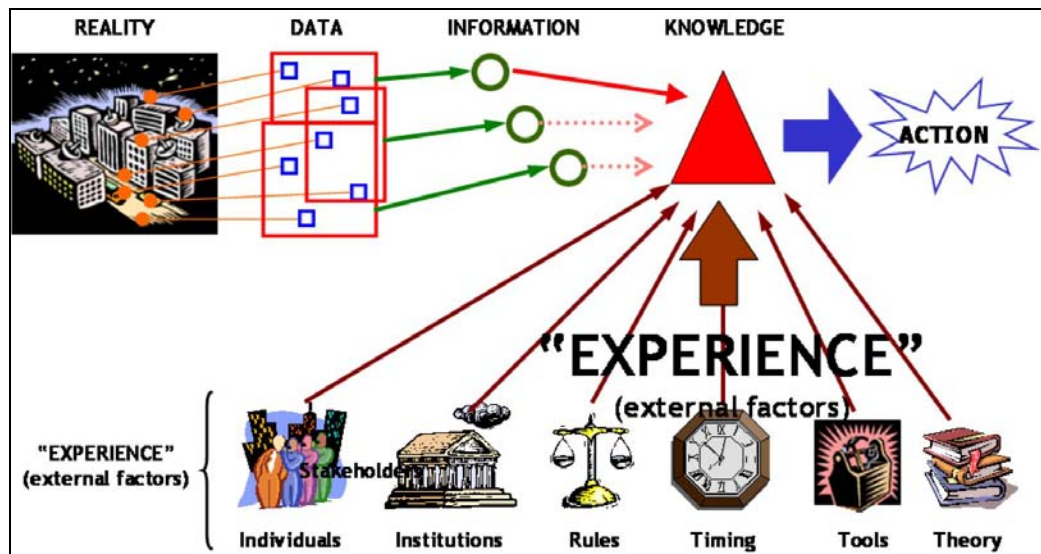 REALITY DATA INFORMATION KNOWLEDGE
ACTION
“EXPERIENCE”
(external factors)
“EXPERIENCE”
(external factors)
Stakeholders
Individuals Institutions Rules Timing Tools Theory